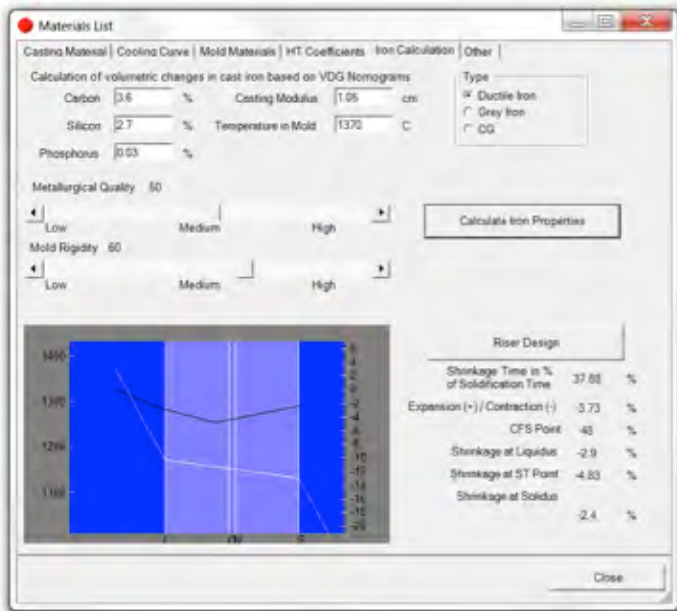 Materials List
Casting Material | Cooling Curve | Mold Materials | HT Coefficients | Iron Calculation | Other
Calculation of volumetric changes in cast iron based on VDG Nomograms
Type
Carbon 3.6 % Casting Modulus 1.05 cm
Ductile Iron
Silicon 2.7 % Temperature in Mold 1370 C
Grey Iron
CG
Phosphorus 0.03 %
Metallurgical Quality 50
Low Medium High
Calculate Iron Properties
Mold Rigidity 60
Low Medium High
Riser Design
Shrinkage Time in %
of Solidification Time 37.88 %
Expansion (+) / Contraction (-) -3.73 %
CFS Point 48 %
Shrinkage at Liquidus -2.9 %
Shrinkage at ST Point -4.83 %
Shrinkage at Solidus
-2.4 %
1400
1300
1200
1100
Close